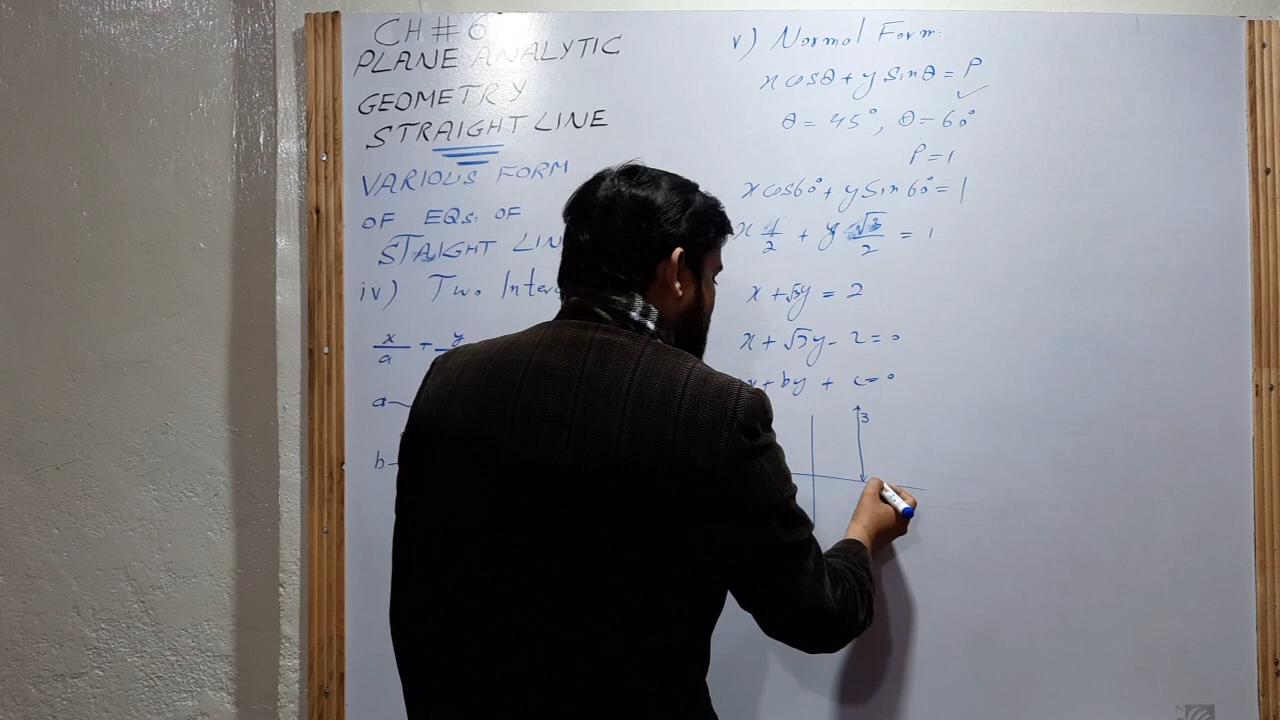 CH # 6
PLANE ANALYTIC
GEOMETRY
STRAIGHT LINE
VARIOUS FORM
OF EQs. OF
STAIGHT LIN
iv) Two Inter
x/a + y
a
b
v) Normal Form:
x cosθ + y sinθ = P
θ = 45°, θ = 60°
P = 1
x cos60° + y Sin 60° = 1
x 1/2 + y √3/2 = 1
x + √3y = 2
x + √3y - 2 = 0
x + by + c = 0
3